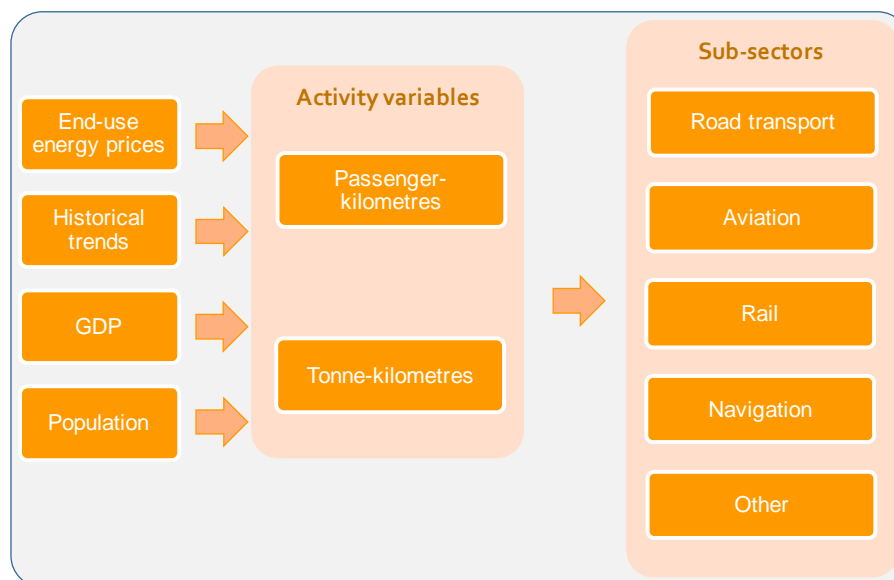 End-use
energy prices
Historical
trends
GDP
Population
Activity variables
Passenger-
kilometres
Tonne-kilometres
Sub-sectors
Road transport
Aviation
Rail
Navigation
Other